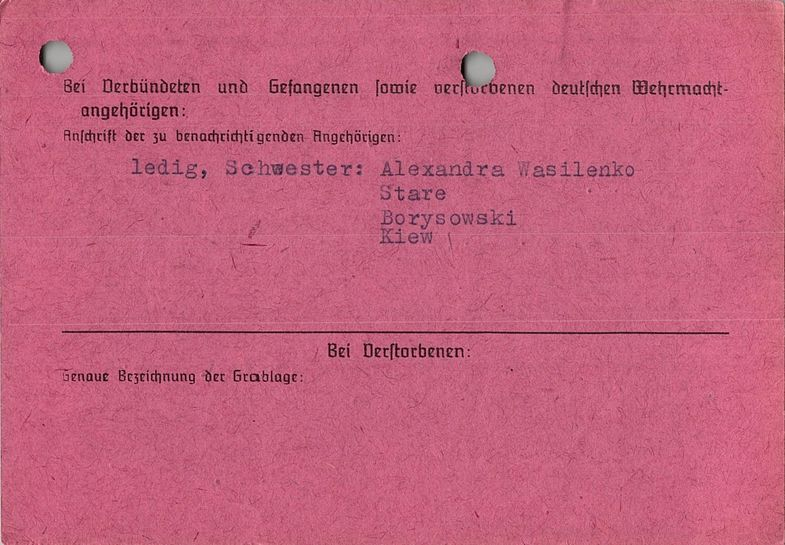 Bei Verbündeten und Gefangenen sowie verstorbenen deutschen Wehrmacht-
angehörigen:
Anschrift der zu benachrichtigenden Angehörigen:
ledig, Schwester: Alexandra Wasilenko
Stare
Borysowski
Kiew
Bei Verstorbenen:
Genaue Bezeichnung der Grablage: